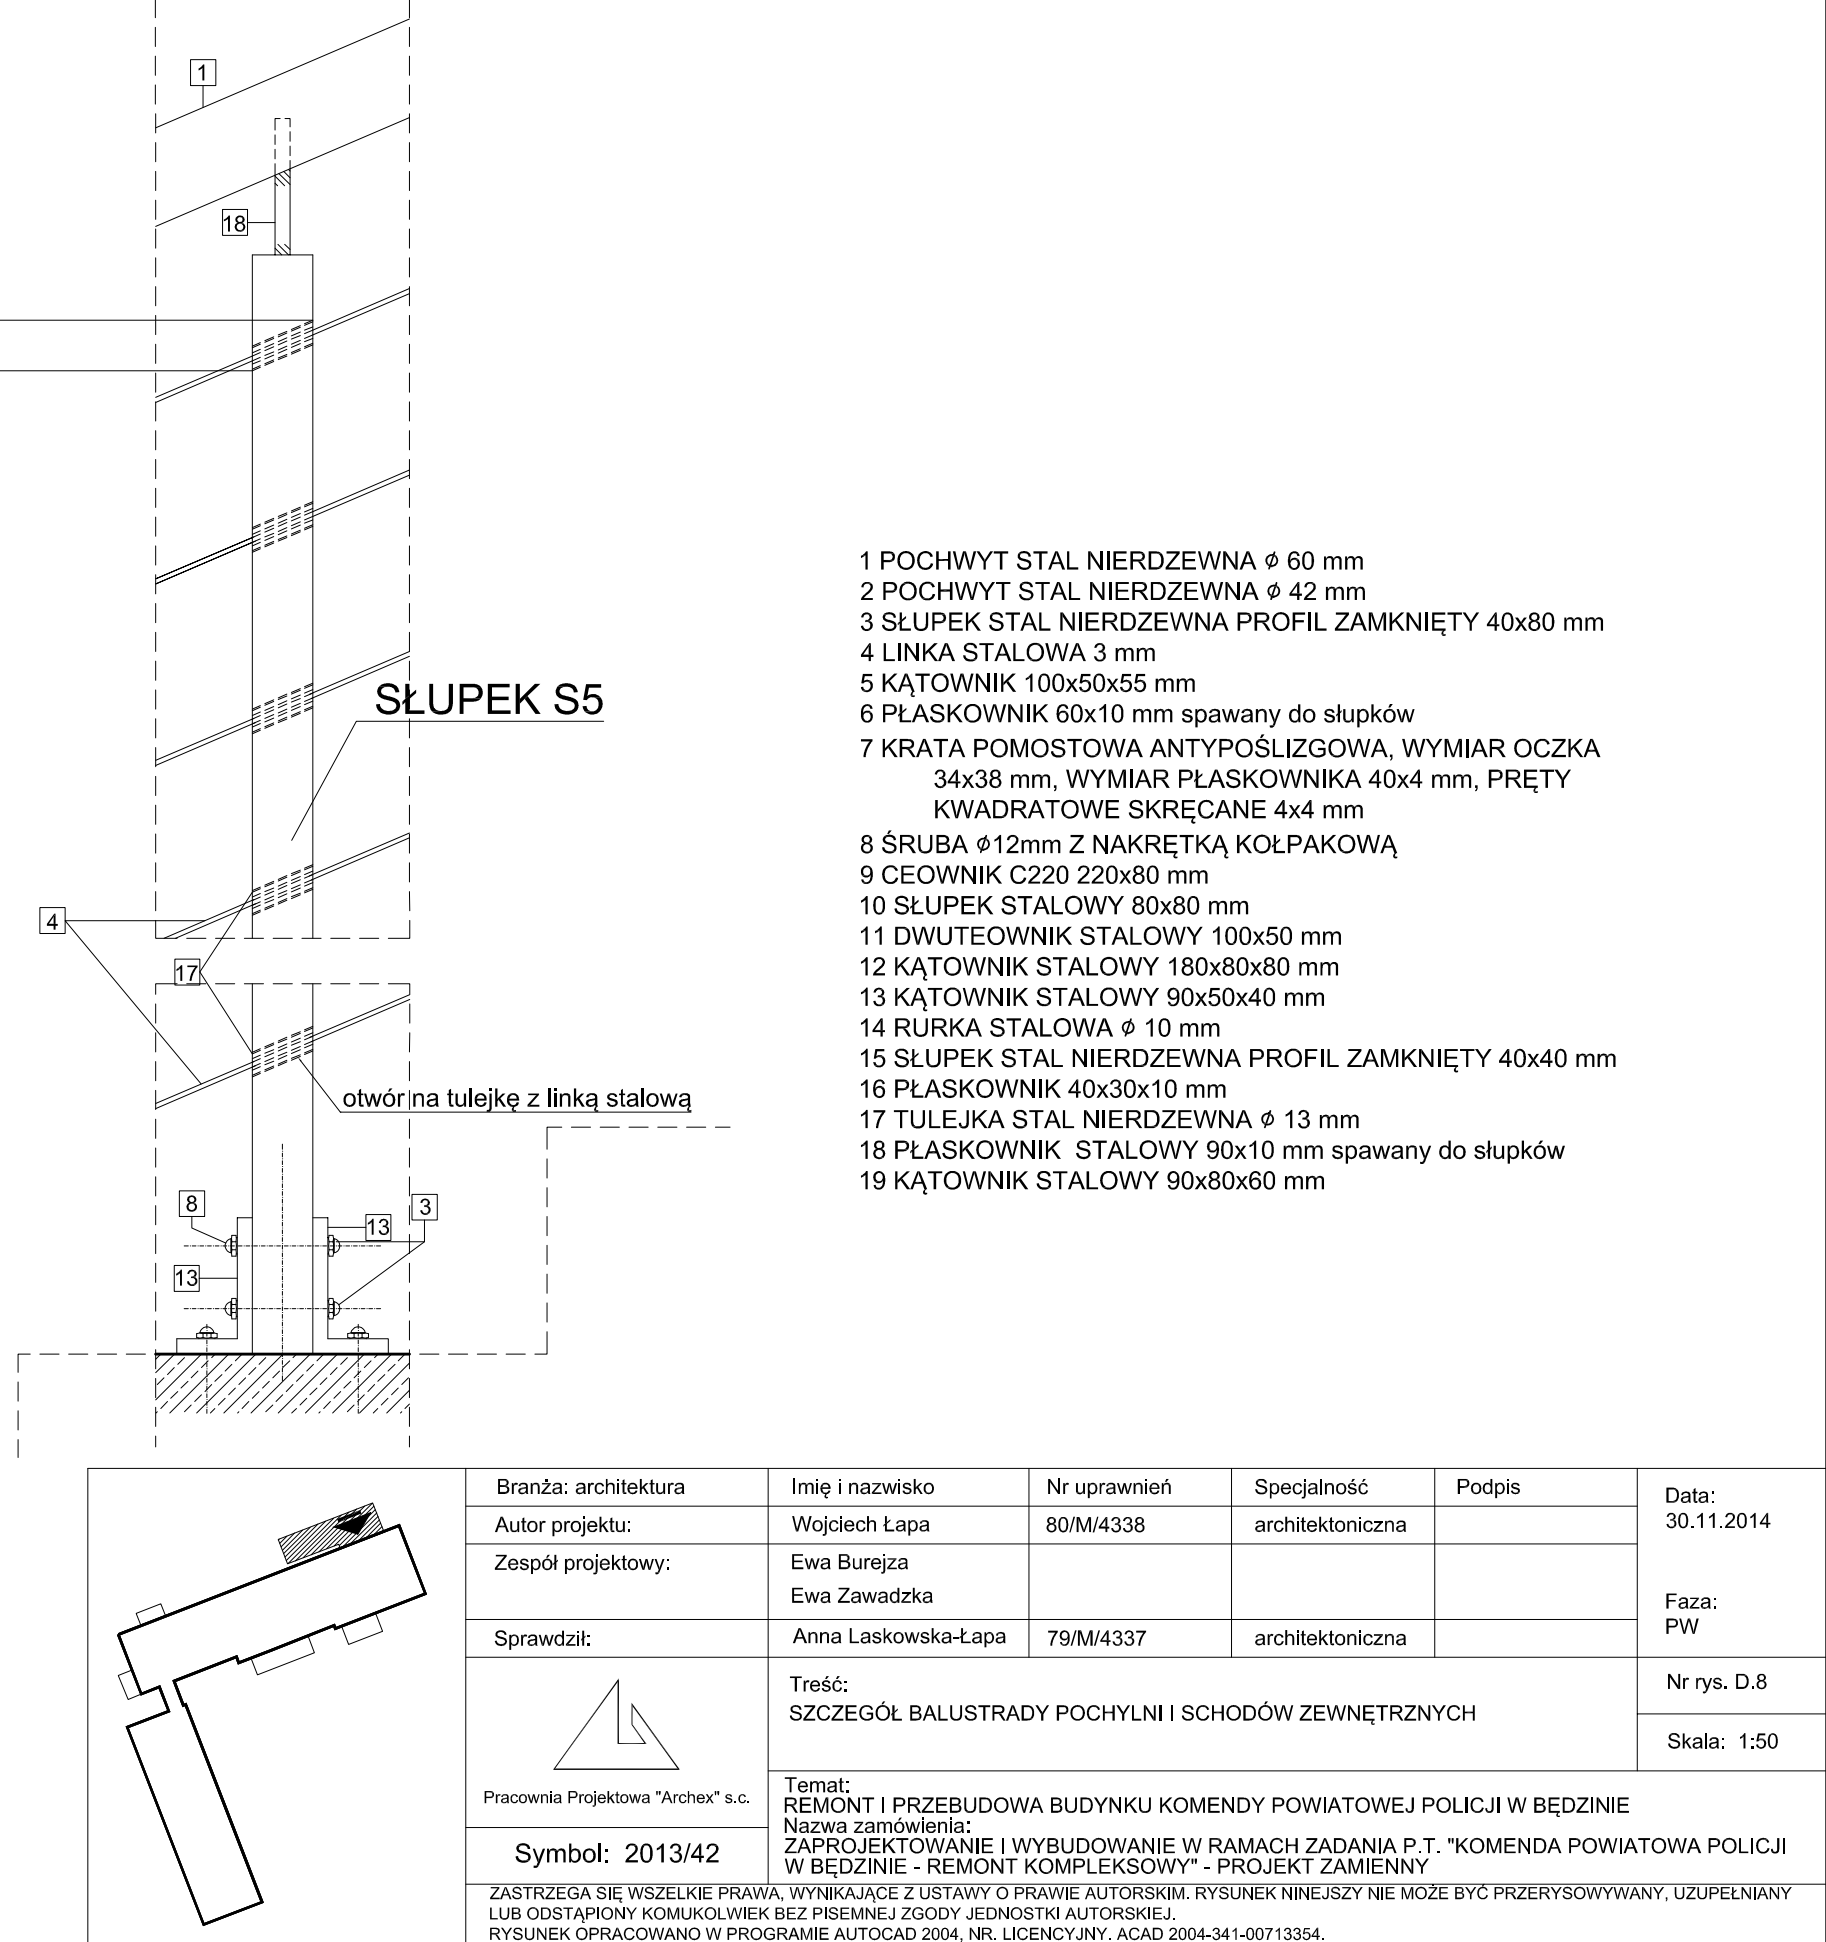 1
18
SŁUPEK S5
4
17
otwór na tulejkę z linką stalową
8
3
13
13
1 POCHWYT STAL NIERDZEWNA ϕ 60 mm
2 POCHWYT STAL NIERDZEWNA ϕ 42 mm
3 SŁUPEK STAL NIERDZEWNA PROFIL ZAMKNIĘTY 40x80 mm
4 LINKA STALOWA 3 mm
5 KĄTOWNIK 100x50x55 mm
6 PŁASKOWNIK 60x10 mm spawany do słupków
7 KRATA POMOSTOWA ANTYPOŚLIZGOWA, WYMIAR OCZKA
34x38 mm, WYMIAR PŁASKOWNIKA 40x4 mm, PRĘTY
KWADRATOWE SKRĘCANE 4x4 mm
8 ŚRUBA ϕ12mm Z NAKRĘTKĄ KOŁPAKOWĄ
9 CEOWNIK C220 220x80 mm
10 SŁUPEK STALOWY 80x80 mm
11 DWUTEOWNIK STALOWY 100x50 mm
12 KĄTOWNIK STALOWY 180x80x80 mm
13 KĄTOWNIK STALOWY 90x50x40 mm
14 RURKA STALOWA ϕ 10 mm
15 SŁUPEK STAL NIERDZEWNA PROFIL ZAMKNIĘTY 40x40 mm
16 PŁASKOWNIK 40x30x10 mm
17 TULEJKA STAL NIERDZEWNA ϕ 13 mm
18 PŁASKOWNIK STALOWY 90x10 mm spawany do słupków
19 KĄTOWNIK STALOWY 90x80x60 mm
Branża: architektura Imię i nazwisko Nr uprawnień Specjalność Podpis
Autor projektu: Wojciech Łapa 80/M/4338 architektoniczna
Zespół projektowy: Ewa Burejza
Ewa Zawadzka
Sprawdził: Anna Laskowska-Łapa 79/M/4337 architektoniczna
Data:
30.11.2014
Faza:
PW
Pracownia Projektowa "Archex" s.c.
Symbol: 2013/42
Treść:
SZCZEGÓŁ BALUSTRADY POCHYLNI I SCHODÓW ZEWNĘTRZNYCH
Nr rys. D.8
Skala: 1:50
Temat:
REMONT I PRZEBUDOWA BUDYNKU KOMENDY POWIATOWEJ POLICJI W BĘDZINIE
Nazwa zamówienia:
ZAPROJEKTOWANIE I WYBUDOWANIE W RAMACH ZADANIA P.T. "KOMENDA POWIATOWA POLICJI
W BĘDZINIE - REMONT KOMPLEKSOWY" - PROJEKT ZAMIENNY
ZASTRZEGA SIĘ WSZELKIE PRAWA, WYNIKAJĄCE Z USTAWY O PRAWIE AUTORSKIM. RYSUNEK NINEJSZY NIE MOŻE BYĆ PRZERYSOWYWANY, UZUPEŁNIANY
LUB ODSTĄPIONY KOMUKOLWIEK BEZ PISEMNEJ ZGODY JEDNOSTKI AUTORSKIEJ.
RYSUNEK OPRACOWANO W PROGRAMIE AUTOCAD 2004, NR. LICENCYJNY. ACAD 2004-341-00713354.